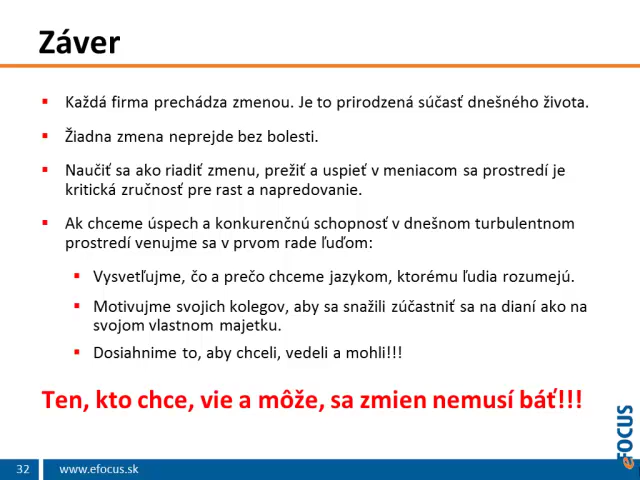 Záver
Každá firma prechádza zmenou. Je to prirodzená súčasť dnešného života.
Žiadna zmena neprejde bez bolesti.
Naučiť sa ako riadiť zmenu, prežiť a uspieť v meniacom sa prostredí je
kritická zručnosť pre rast a napredovanie.
Ak chceme úspech a konkurenčnú schopnosť v dnešnom turbulentnom
prostredí venujme sa v prvom rade ľuďom:
Vysvetľujme, čo a prečo chceme jazykom, ktorému ľudia rozumejú.
Motivujme svojich kolegov, aby sa snažili zúčastniť sa na dianí ako na
svojom vlastnom majetku.
Dosiahnime to, aby chceli, vedeli a mohli!!!
Ten, kto chce, vie a môže, sa zmien nemusí báť!!!
32
www.efocus.sk
eFOCUS